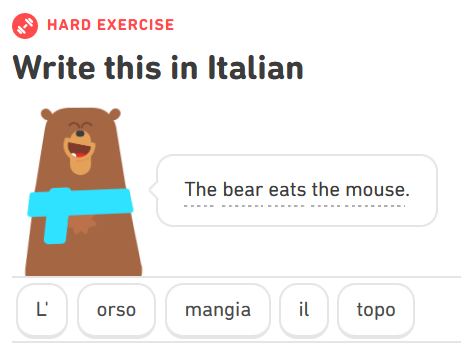 HARD EXERCISE
Write this in Italian
The bear eats the mouse.
L' orso mangia il topo